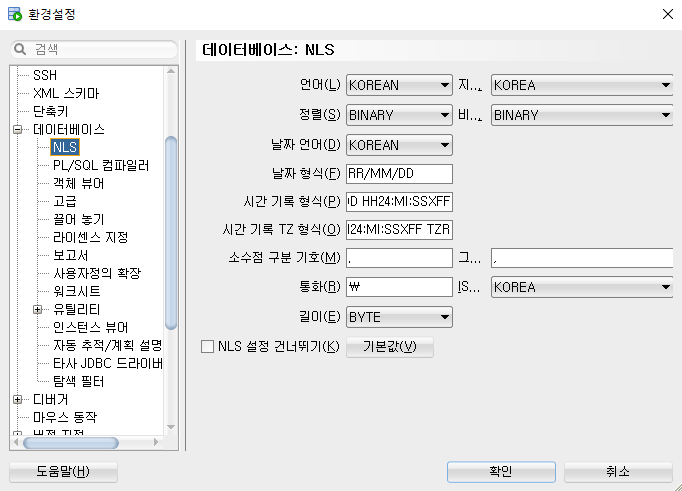 환경설정
검색
SSH
XML 스키마
단축키
데이터베이스
NLS
PL/SQL 컴파일러
객체 뷰어
고급
끌어 놓기
라이센스 지정
보고서
사용자정의 확장
워크시트
유틸리티
인스턴스 뷰어
자동 추적/계획 설명
타사 JDBC 드라이버
탐색 필터
디버거
마우스 동작
버전 지정
데이터베이스: NLS
언어(L) KOREAN 지... KOREA
정렬(S) BINARY 비... BINARY
날짜 언어(D) KOREAN
날짜 형식(F) RR/MM/DD
시간 기록 형식(P) D HH24:MI:SSXFF
시간 기록 TZ 형식(O) I24:MI:SSXFF TZR
소수점 구분 기호(M) . 그... ,
통화(R) ₩ IS... KOREA
길이(E) BYTE
NLS 설정 건너뛰기(K) 기본값(V)
도움말(H) 확인 취소